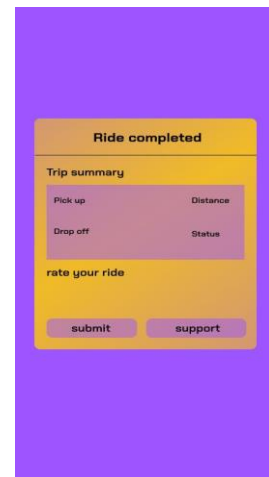 Ride completed
Trip summary
Pick up Distance
Drop off Status
rate your ride
submit support